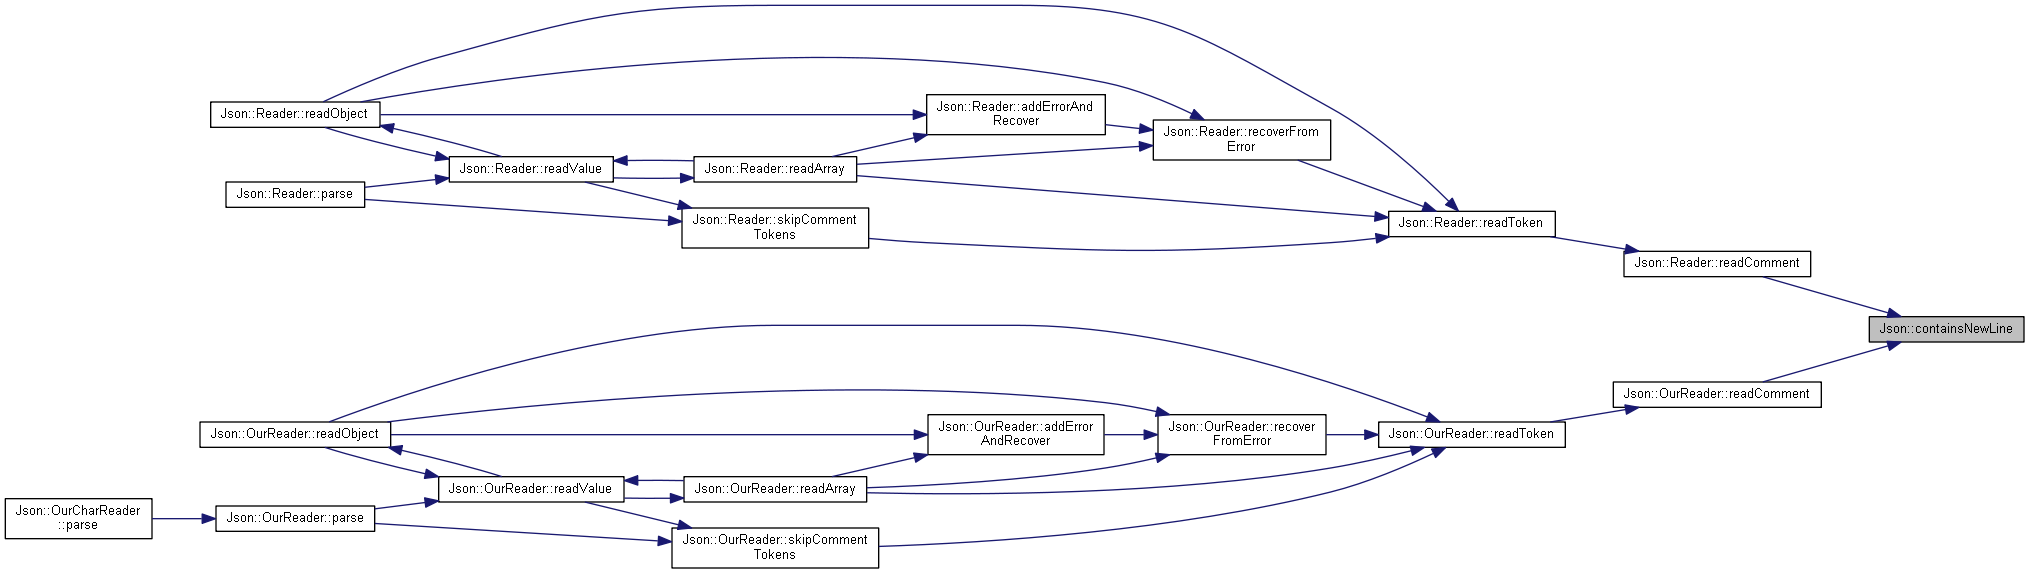 Json::Reader::readObject
Json::Reader::addErrorAnd
Recover
Json::Reader::recoverFrom
Error
Json::Reader::readValue
Json::Reader::readArray
Json::Reader::parse
Json::Reader::skipComment
Tokens
Json::Reader::readToken
Json::Reader::readComment
Json::containsNewLine
Json::OurReader::readComment
Json::OurReader::readObject
Json::OurReader::addError
AndRecover
Json::OurReader::recover
FromError
Json::OurReader::readToken
Json::OurReader::readValue
Json::OurReader::readArray
Json::OurCharReader
::parse
Json::OurReader::parse
Json::OurReader::skipComment
Tokens